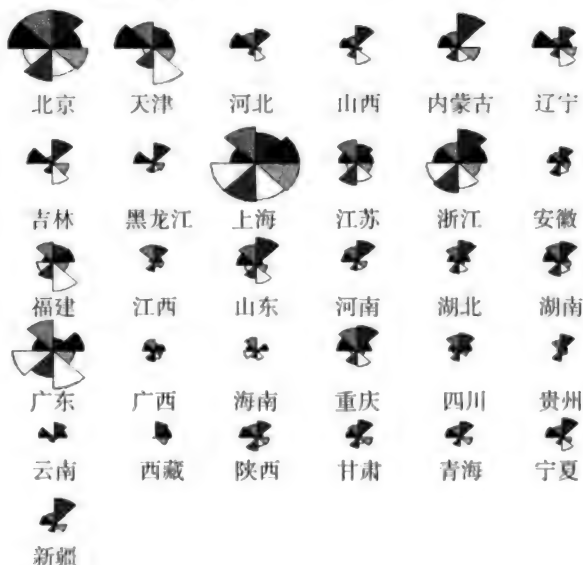 北京 天津 河北 山西 内蒙古 辽宁
吉林 黑龙江 上海 江苏 浙江 安徽
福建 江西 山东 河南 湖北 湖南
广东 广西 海南 重庆 四川 贵州
云南 西藏 陕西 甘肃 青海 宁夏
新疆